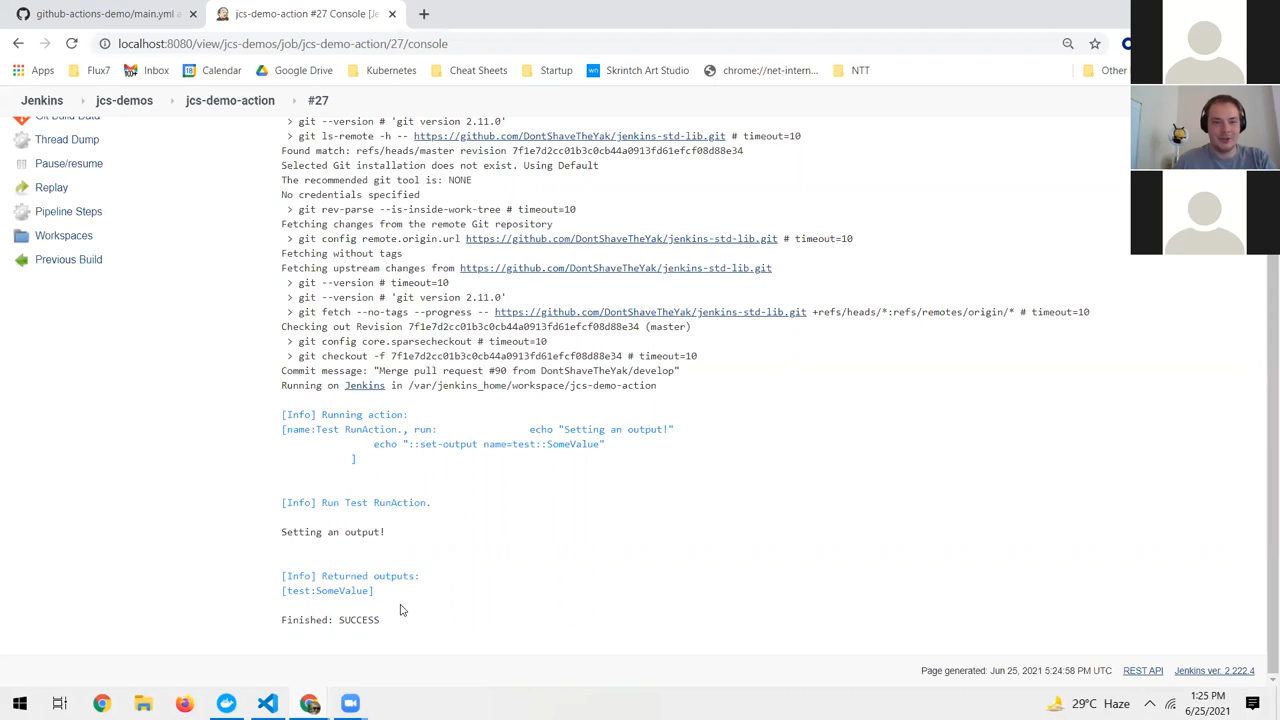 github-actions-demo/main.yml a
jcs-demo-action #27 Console [Je
localhost:8080/view/jcs-demos/job/jcs-demo-action/27/console
Apps
Flux7
Inbox
Calendar
Google Drive
Kubernetes
Cheat Sheets
Startup
Skrintch Art Studio
chrome://net-intern...
NTT
Other
Jenkins
jcs-demos
jcs-demo-action
#27
Git Build Data
Thread Dump
Pause/resume
Replay
Pipeline Steps
Workspaces
Previous Build
> git --version # 'git version 2.11.0'
> git ls-remote -h -- https://github.com/DontShaveTheYak/jenkins-std-lib.git # timeout=10
Found match: refs/heads/master revision 7f1e7d2cc01b3c0cb44a0913fd61efcf08d88e34
Selected Git installation does not exist. Using Default
The recommended git tool is: NONE
No credentials specified
> git rev-parse --is-inside-work-tree # timeout=10
Fetching changes from the remote Git repository
> git config remote.origin.url https://github.com/DontShaveTheYak/jenkins-std-lib.git # timeout=10
Fetching without tags
Fetching upstream changes from https://github.com/DontShaveTheYak/jenkins-std-lib.git
> git --version # timeout=10
> git --version # 'git version 2.11.0'
> git fetch --no-tags --progress -- https://github.com/DontShaveTheYak/jenkins-std-lib.git +refs/heads/*:refs/remotes/origin/* # timeout=10
Checking out Revision 7f1e7d2cc01b3c0cb44a0913fd61efcf08d88e34 (master)
> git config core.sparsecheckout # timeout=10
> git checkout -f 7f1e7d2cc01b3c0cb44a0913fd61efcf08d88e34 # timeout=10
Commit message: "Merge pull request #90 from DontShaveTheYak/develop"
Running on Jenkins in /var/jenkins_home/workspace/jcs-demo-action
[Info] Running action:
[name:Test RunAction., run: echo "Setting an output!"
echo "::set-output name=test::SomeValue"
]
[Info] Run Test RunAction.
Setting an output!
[Info] Returned outputs:
[test:SomeValue]
Finished: SUCCESS
Page generated: Jun 25, 2021 5:24:58 PM UTC
REST API
Jenkins ver. 2.222.4
29°C Haze
1:25 PM
6/25/2021